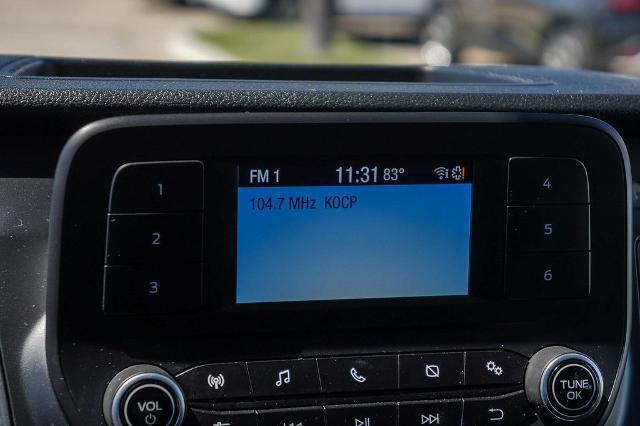 FM 1 11:31 83°
104.7 MHz KOCP
1 4
2 5
3 6
VOL
TUNE
OK